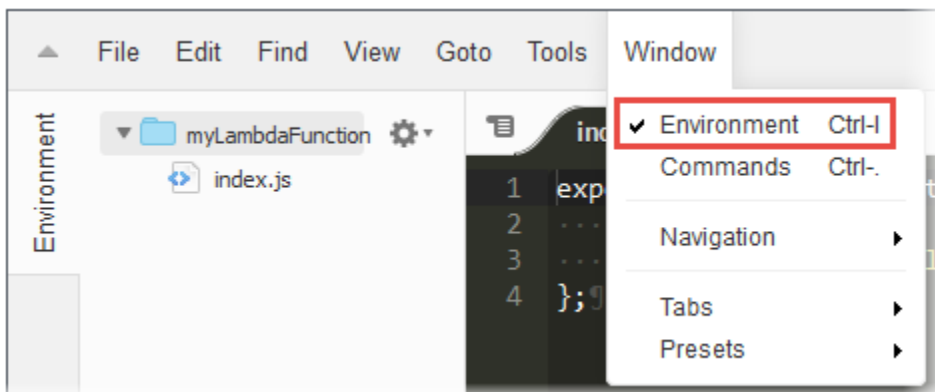 File Edit Find View Goto Tools Window
Environment
myLambdaFunction
index.js
Environment Ctrl-I
Commands Ctrl-.
Navigation
Tabs
Presets
1
2
3
4 };